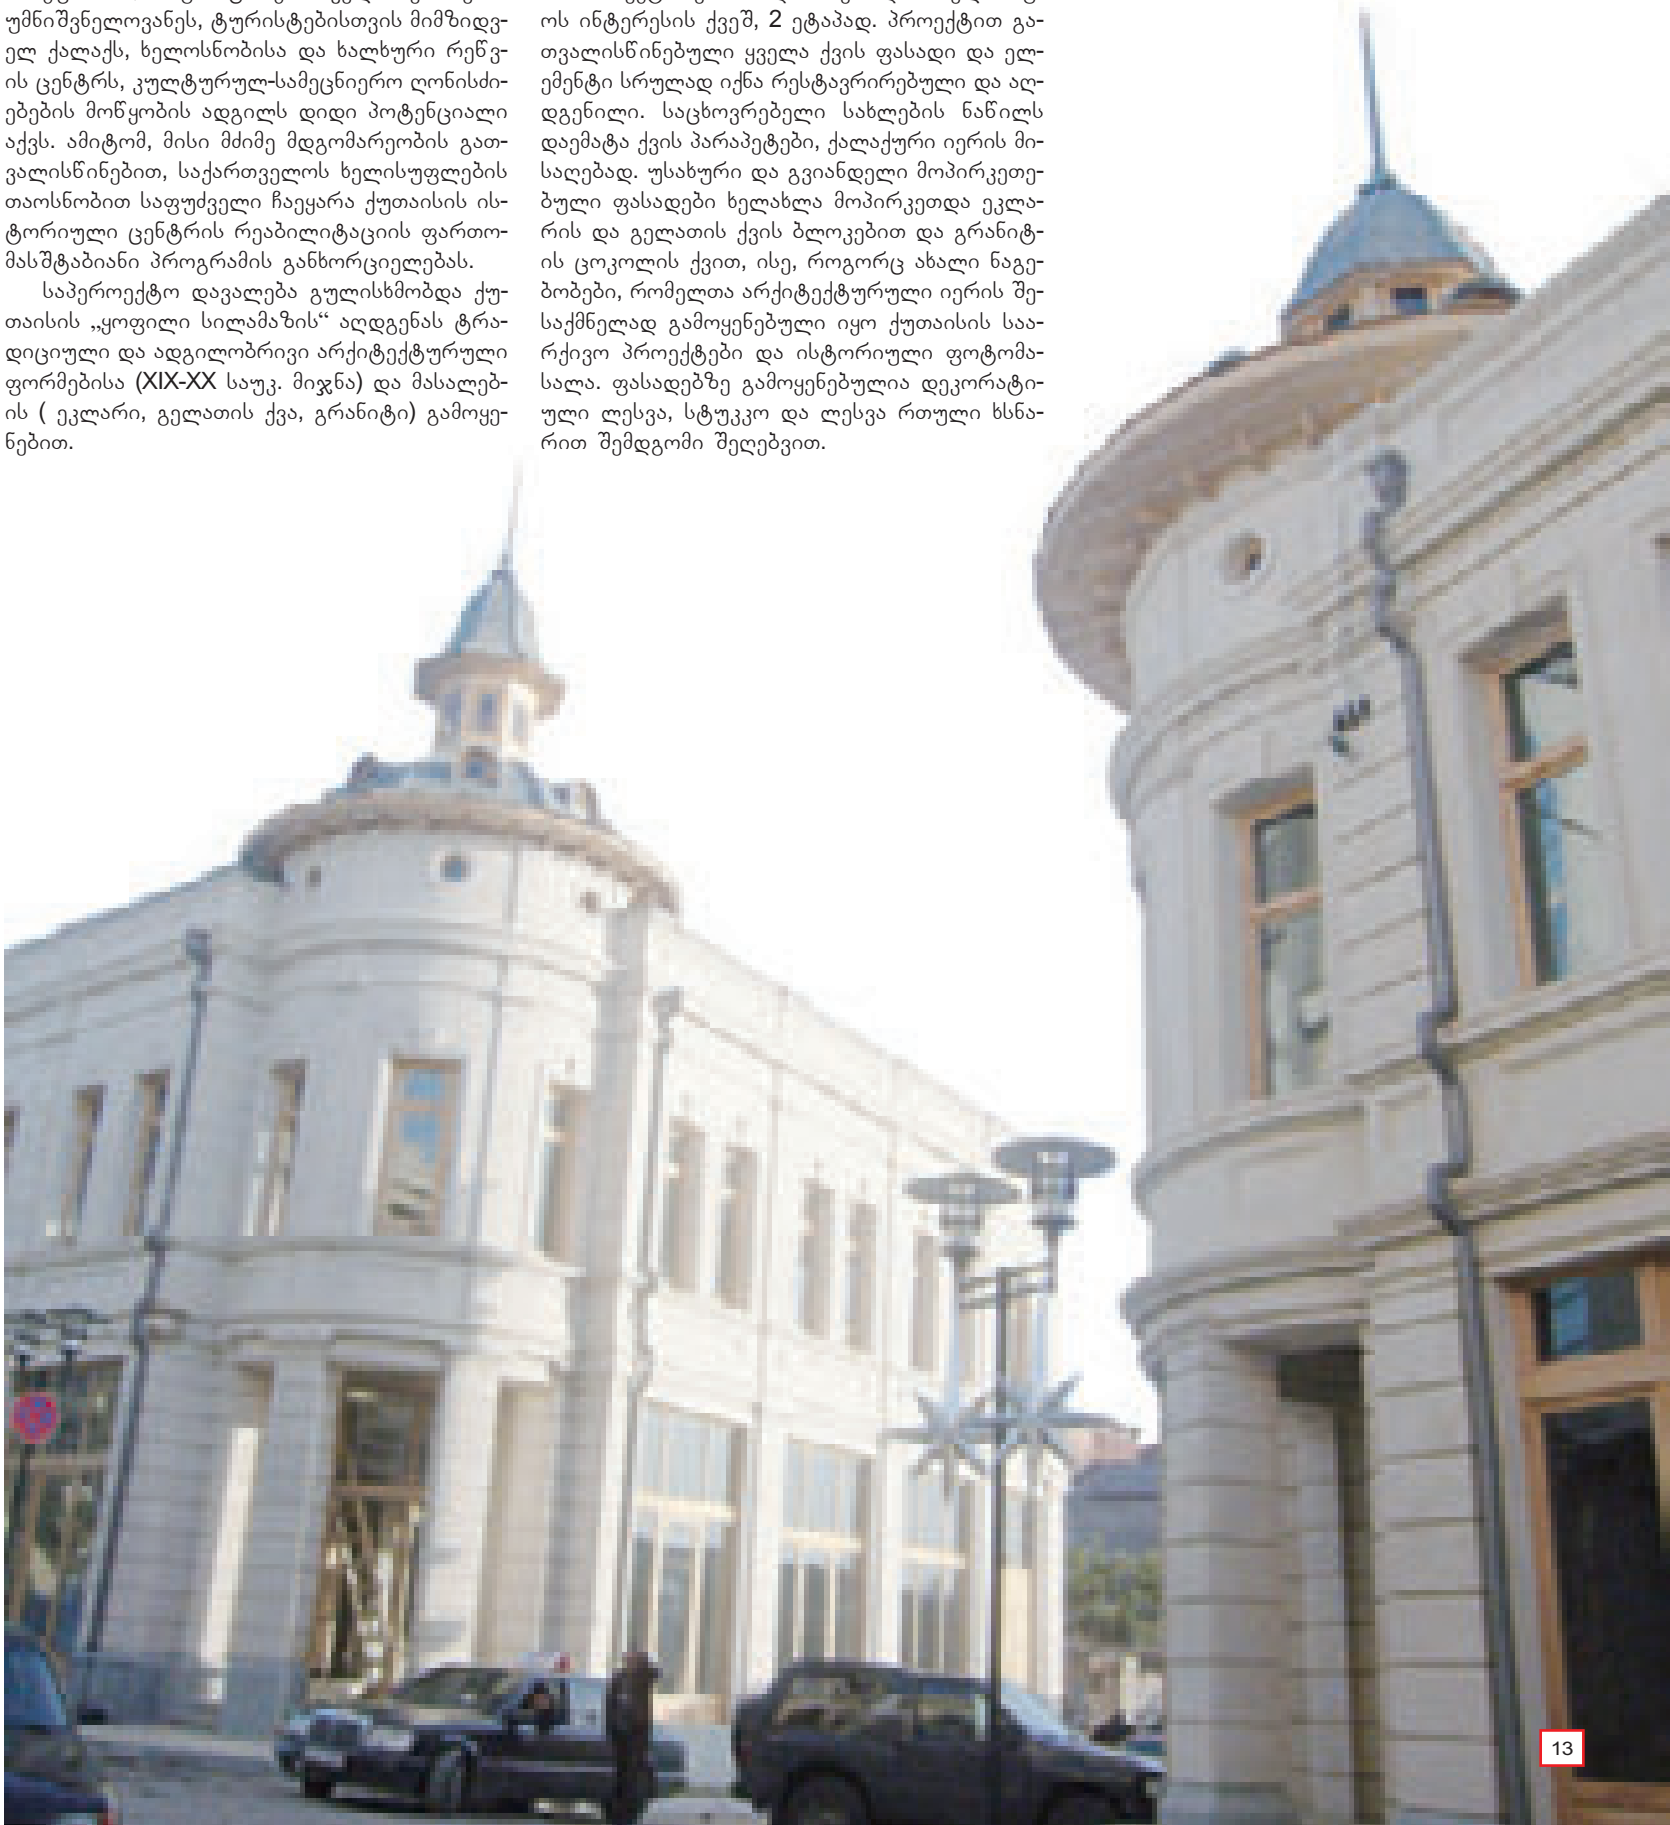 უმნიშვნელოვანეს, ტურისტებისთვის მიმზიდვ-
ელ ქალაქს, ხელოსნობისა და ხალხური რეწვ-
ის ცენტრს, კულტურულ-სამეცნიერო ღონისძი-
ებების მოწყობის ადგილს დიდი პოტენციალი
აქვს. ამიტომ, მისი მძიმე მდგომარეობის გათ-
ვალისწინებით, საქართველოს ხელისუფლების
თაოსნობით საფუძველი ჩაეყარა ქუთაისის ის-
ტორიული ცენტრის რეაბილიტაციის ფართო-
მასშტაბიანი პროგრამის განხორციელებას.
საპეროექტო დავალება გულისხმობდა ქუ-
თაისის „ყოფილი სილამაზის“ აღდგენას ტრა-
დიციული და ადგილობრივი არქიტექტურული
ფორმებისა (XIX-XX საუკ. მიჯნა) და მასალებ-
ის ( ეკლარი, გელათის ქვა, გრანიტი) გამოყე-
ნებით.
ოს ინტერესის ქვეშ, 2 ეტაპად. პროექტით გა-
თვალისწინებული ყველა ქვის ფასადი და ელ-
ემენტი სრულად იქნა რესტავრირებული და აღ-
დგენილი. საცხოვრებელი სახლების ნაწილს
დაემატა ქვის პარაპეტები, ქალაქური იერის მი-
საღებად. უსახური და გვიანდელი მოპირკეთე-
ბული ფასადები ხელახლა მოპირკეთდა ეკლა-
რის და გელათის ქვის ბლოკებით და გრანიტ-
ის ცოკოლის ქვით, ისე, როგორც ახალი ნაგე-
ბობები, რომელთა არქიტექტურული იერის შე-
საქმნელად გამოყენებული იყო ქუთაისის საა-
რქივო პროექტები და ისტორიული ფოტომა-
სალა. ფასადებზე გამოყენებულია დეკორატი-
ული ლესვა, სტუკკო და ლესვა რთული ხსნა-
რით შემდგომი შეღებვით.
13